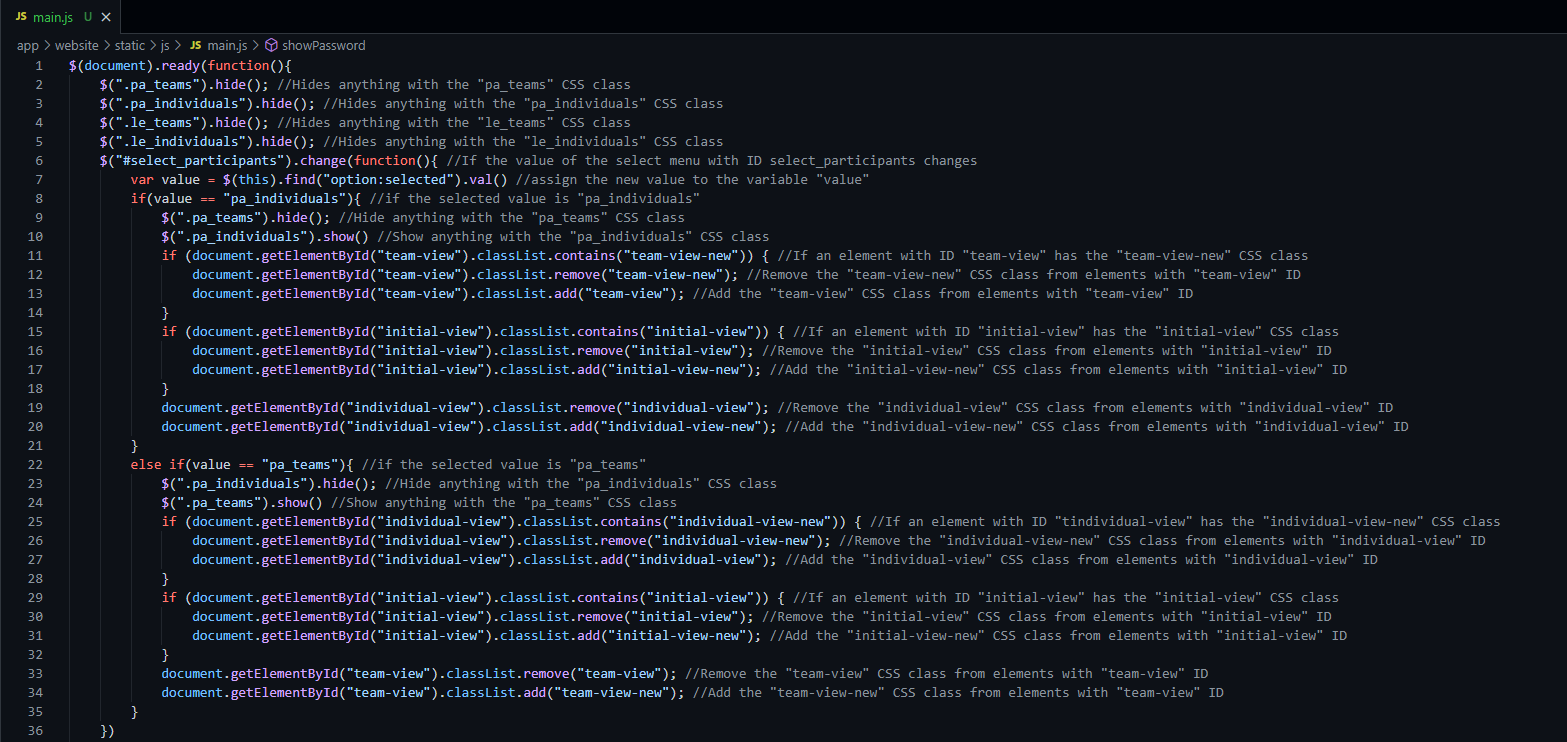 JS main.js U ×
app > website > static > js > JS main.js > showPassword
1 $(document).ready(function(){
2 $(".pa_teams").hide(); //Hides anything with the "pa_teams" CSS class
3 $(".pa_individuals").hide(); //Hides anything with the "pa_individuals" CSS class
4 $(".le_teams").hide(); //Hides anything with the "le_teams" CSS class
5 $(".le_individuals").hide(); //Hides anything with the "le_individuals" CSS class
6 $("#select_participants").change(function(){ //If the value of the select menu with ID select_participants changes
7 var value = $(this).find("option:selected").val() //assign the new value to the variable "value"
8 if(value == "pa_individuals"){ //if the selected value is "pa_individuals"
9 $(".pa_teams").hide(); //Hide anything with the "pa_teams" CSS class
10 $(".pa_individuals").show() //Show anything with the "pa_individuals" CSS class
11 if (document.getElementById("team-view").classList.contains("team-view-new")) { //If an element with ID "team-view" has the "team-view-new" CSS class
12 document.getElementById("team-view").classList.remove("team-view-new"); //Remove the "team-view-new" CSS class from elements with "team-view" ID
13 document.getElementById("team-view").classList.add("team-view"); //Add the "team-view" CSS class from elements with "team-view" ID
14 }
15 if (document.getElementById("initial-view").classList.contains("initial-view")) { //If an element with ID "initial-view" has the "initial-view" CSS class
16 document.getElementById("initial-view").classList.remove("initial-view"); //Remove the "initial-view" CSS class from elements with "initial-view" ID
17 document.getElementById("initial-view").classList.add("initial-view-new"); //Add the "initial-view-new" CSS class from elements with "initial-view" ID
18 }
19 document.getElementById("individual-view").classList.remove("individual-view"); //Remove the "individual-view" CSS class from elements with "individual-view" ID
20 document.getElementById("individual-view").classList.add("individual-view-new"); //Add the "individual-view-new" CSS class from elements with "individual-view" ID
21 }
22 else if(value == "pa_teams"){ //if the selected value is "pa_teams"
23 $(".pa_individuals").hide(); //Hide anything with the "pa_individuals" CSS class
24 $(".pa_teams").show() //Show anything with the "pa_teams" CSS class
25 if (document.getElementById("individual-view").classList.contains("individual-view-new")) { //If an element with ID "tindividual-view" has the "individual-view-new" CSS class
26 document.getElementById("individual-view").classList.remove("individual-view-new"); //Remove the "individual-view-new" CSS class from elements with "individual-view" ID
27 document.getElementById("individual-view").classList.add("individual-view"); //Add the "individual-view" CSS class from elements with "individual-view" ID
28 }
29 if (document.getElementById("initial-view").classList.contains("initial-view")) { //If an element with ID "initial-view" has the "initial-view" CSS class
30 document.getElementById("initial-view").classList.remove("initial-view"); //Remove the "initial-view" CSS class from elements with "initial-view" ID
31 document.getElementById("initial-view").classList.add("initial-view-new"); //Add the "initial-view-new" CSS class from elements with "initial-view" ID
32 }
33 document.getElementById("team-view").classList.remove("team-view"); //Remove the "team-view" CSS class from elements with "team-view" ID
34 document.getElementById("team-view").classList.add("team-view-new"); //Add the "team-view-new" CSS class from elements with "team-view" ID
35 }
36 })